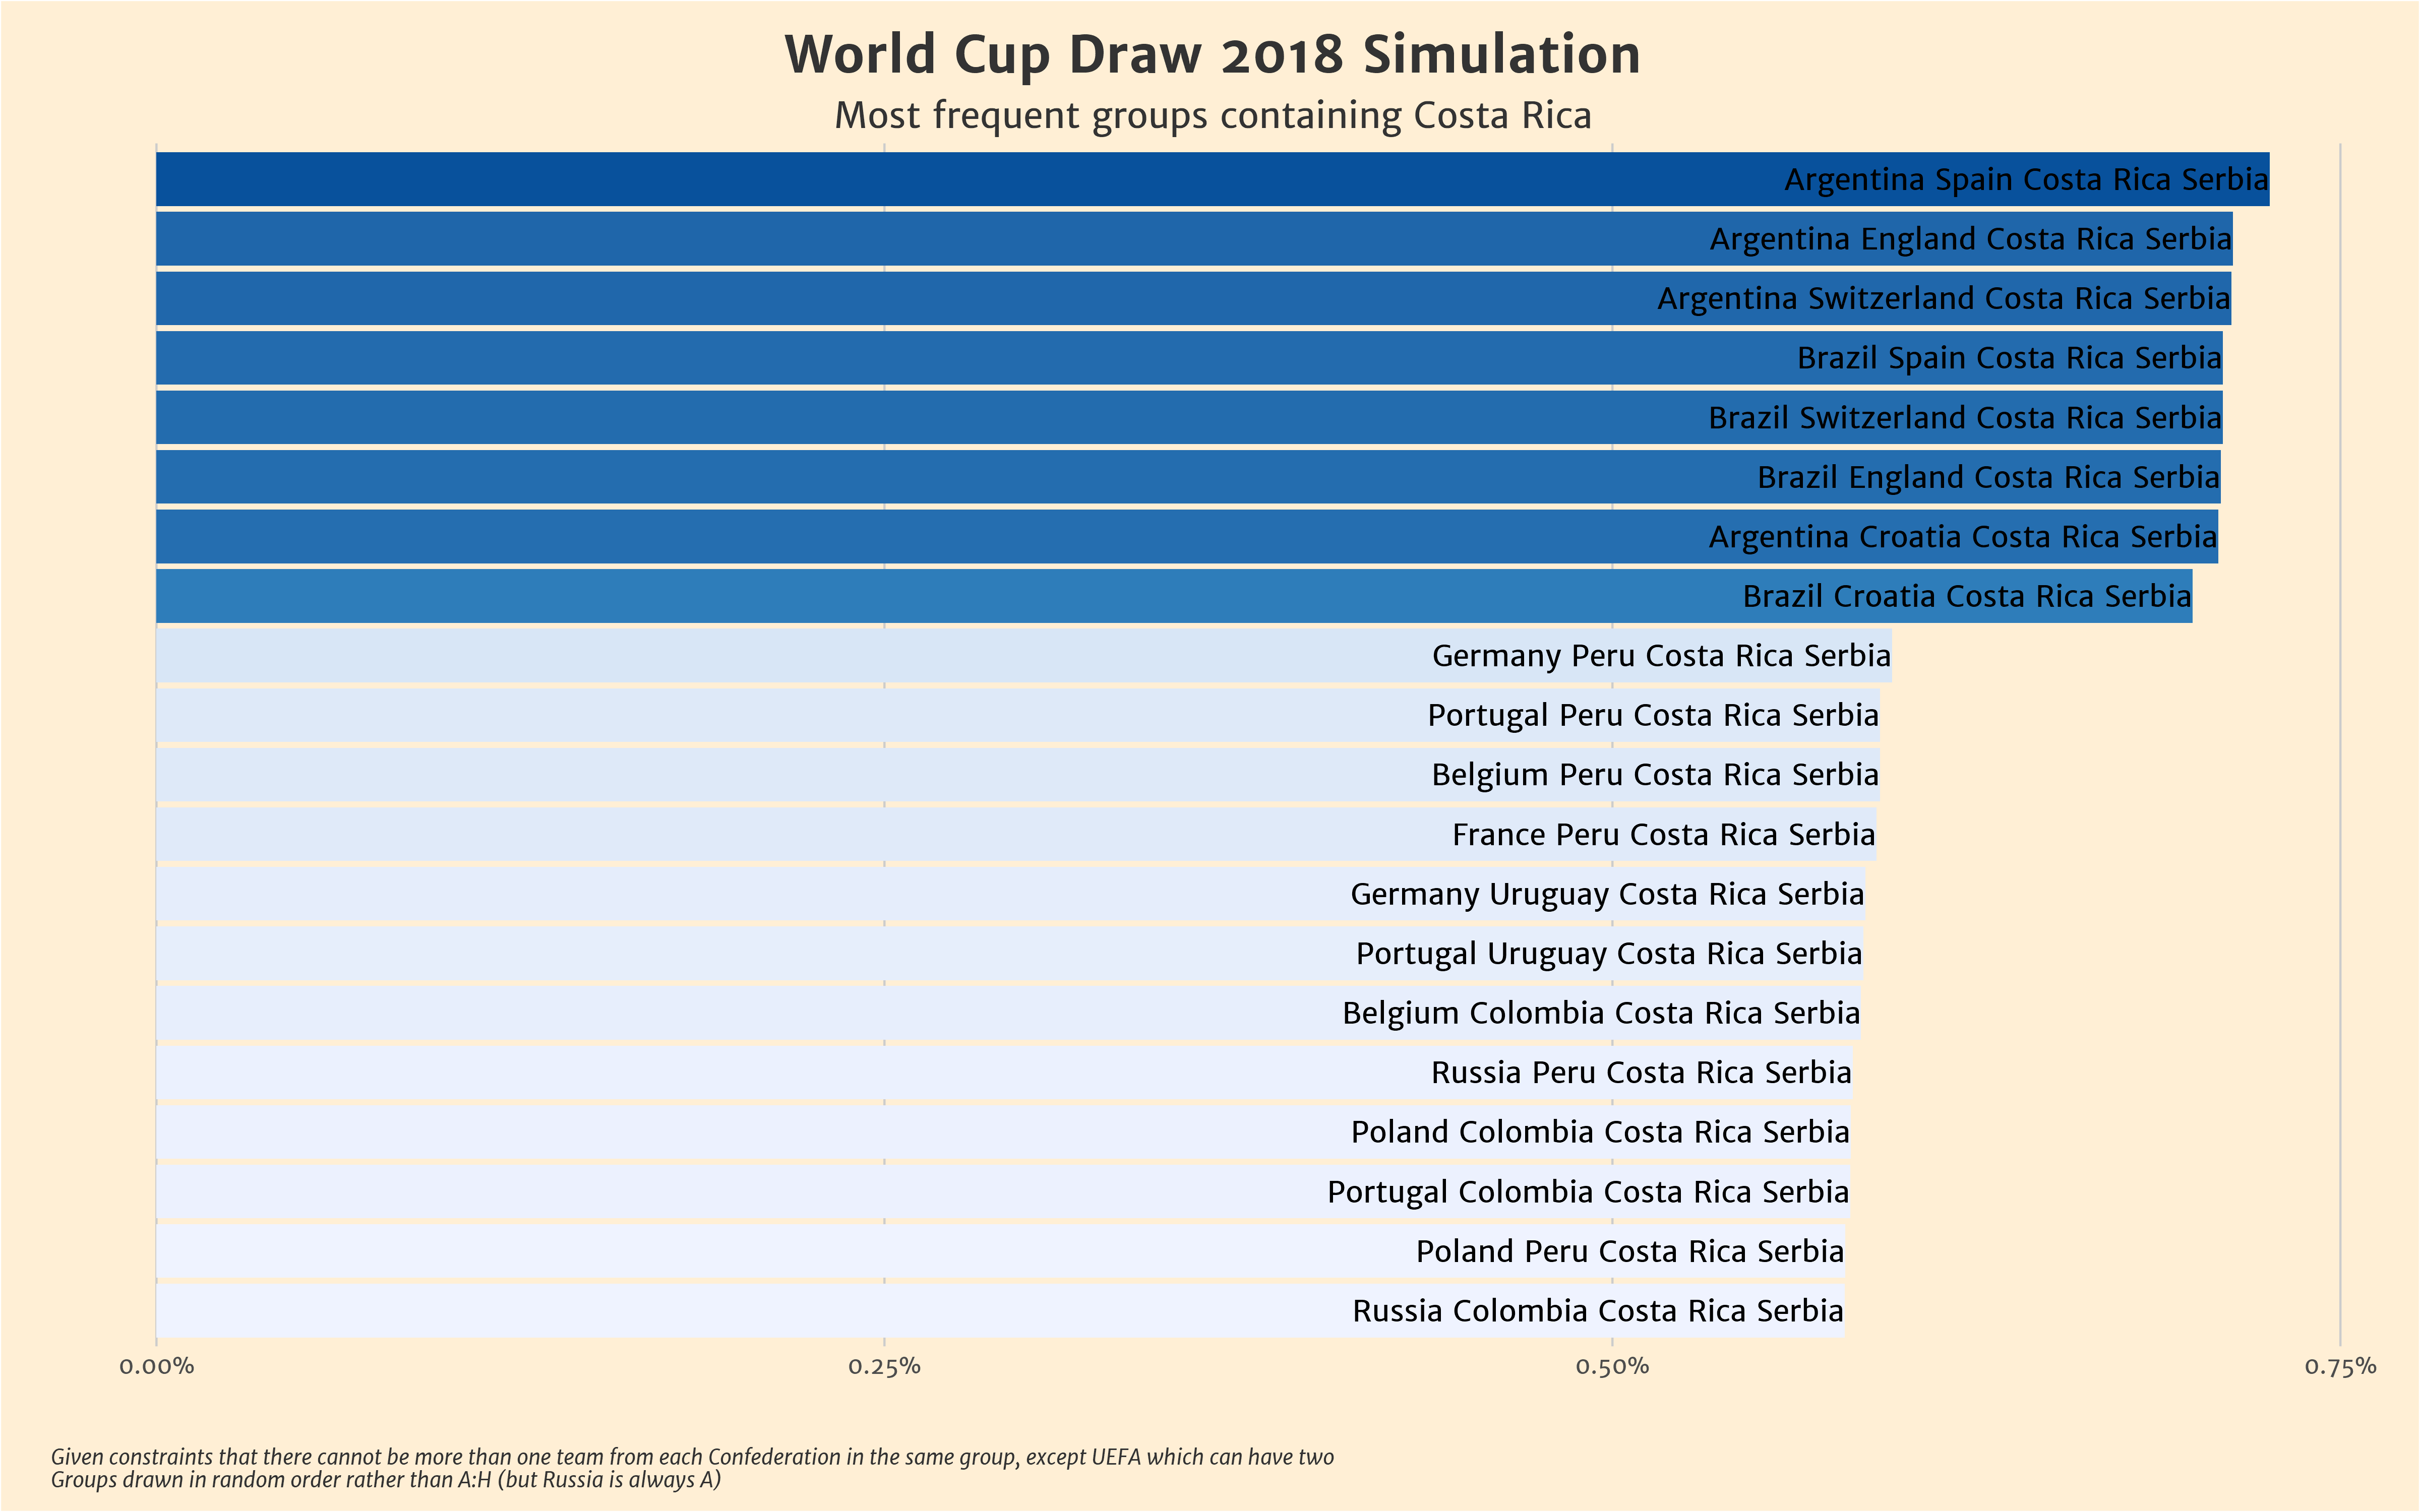 World Cup Draw 2018 Simulation
Most frequent groups containing Costa Rica
Argentina Spain Costa Rica Serbia
Argentina England Costa Rica Serbia
Argentina Switzerland Costa Rica Serbia
Brazil Spain Costa Rica Serbia
Brazil Switzerland Costa Rica Serbia
Brazil England Costa Rica Serbia
Argentina Croatia Costa Rica Serbia
Brazil Croatia Costa Rica Serbia
Germany Peru Costa Rica Serbia
Portugal Peru Costa Rica Serbia
Belgium Peru Costa Rica Serbia
France Peru Costa Rica Serbia
Germany Uruguay Costa Rica Serbia
Portugal Uruguay Costa Rica Serbia
Belgium Colombia Costa Rica Serbia
Russia Peru Costa Rica Serbia
Poland Colombia Costa Rica Serbia
Portugal Colombia Costa Rica Serbia
Poland Peru Costa Rica Serbia
Russia Colombia Costa Rica Serbia
0.00% 0.25% 0.50% 0.75%
Given constraints that there cannot be more than one team from each Confederation in the same group, except UEFA which can have two
Groups drawn in random order rather than A:H (but Russia is always A)